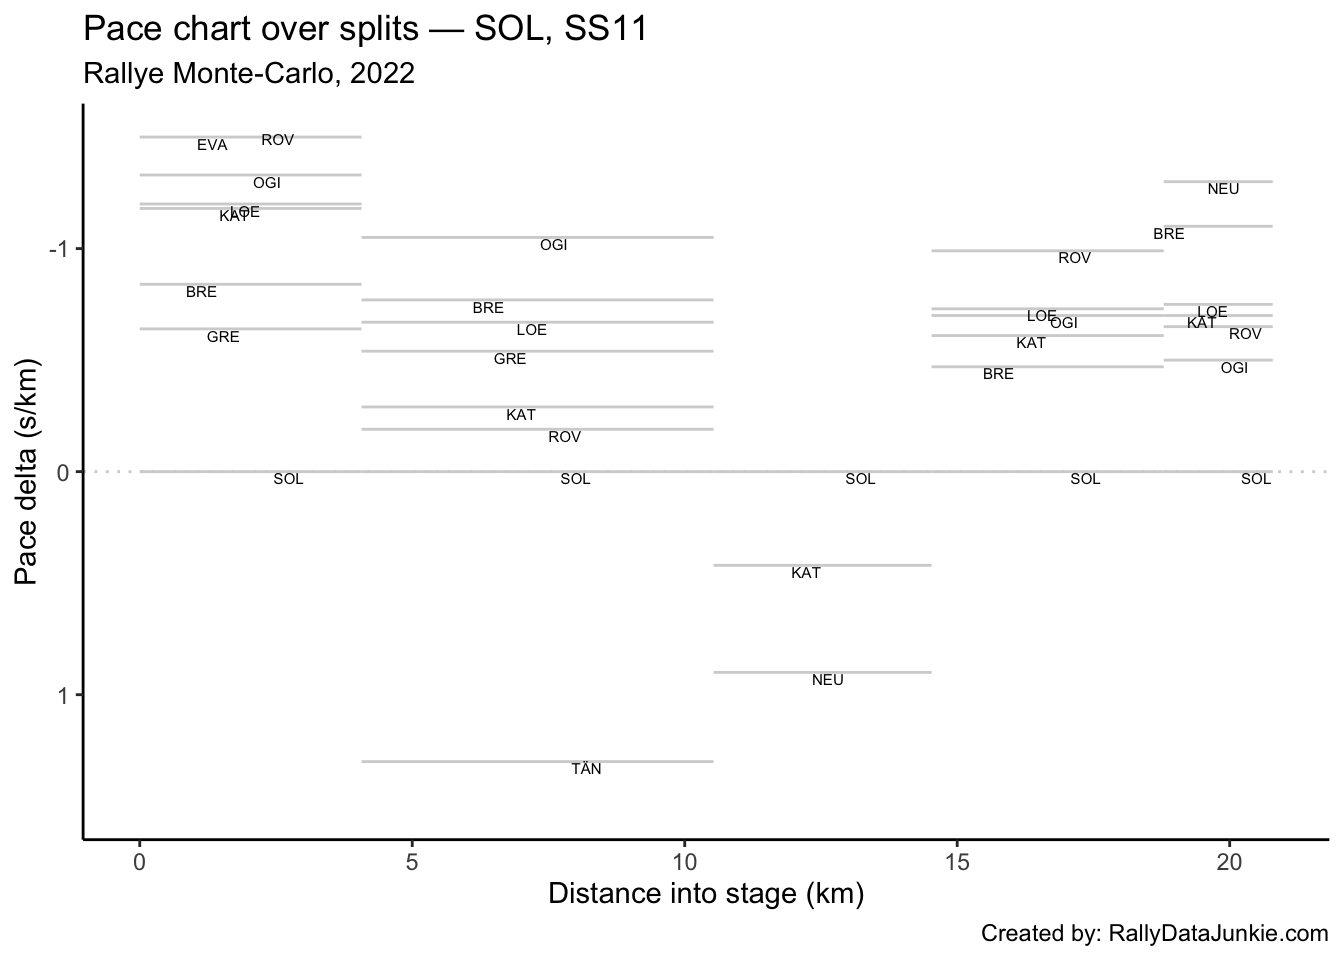 Pace chart over splits — SOL, SS11
Rallye Monte-Carlo, 2022
Pace delta (s/km)
-1
0
1
EVA
ROV
OGI
LOE
KAT
BRE
GRE
SOL
OGI
BRE
LOE
GRE
KAT
ROV
SOL
TÄN
SOL
KAT
NEU
ROV
LOE
OGI
KAT
BRE
SOL
NEU
BRE
LOE
KAT
ROV
OGI
SOL
0 5 10 15 20
Distance into stage (km)
Created by: RallyDataJunkie.com